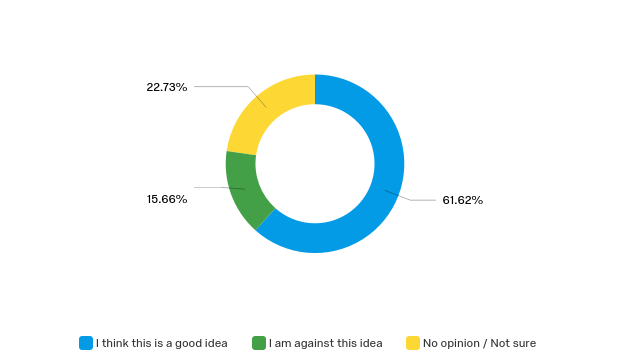 22.73%
15.66%
61.62%
I think this is a good idea
I am against this idea
No opinion / Not sure